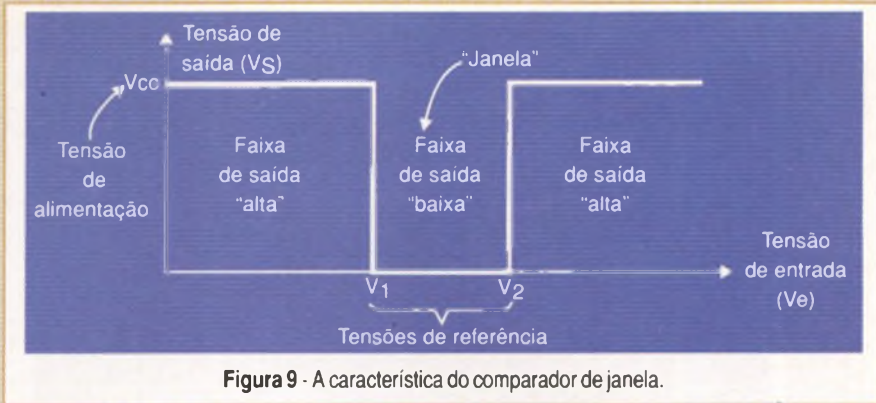 Tensão de
saída (VS)
"Janela"
Vcc
Faixa
de saída
"alta"
Faixa
de saída
"baixa"
Faixa
de saída
"alta"
Tensão
de
alimentação
Tensão
de entrada
(Ve)
V1
V2
Tensões de referência
Figura 9 - A característica do comparador de janela.